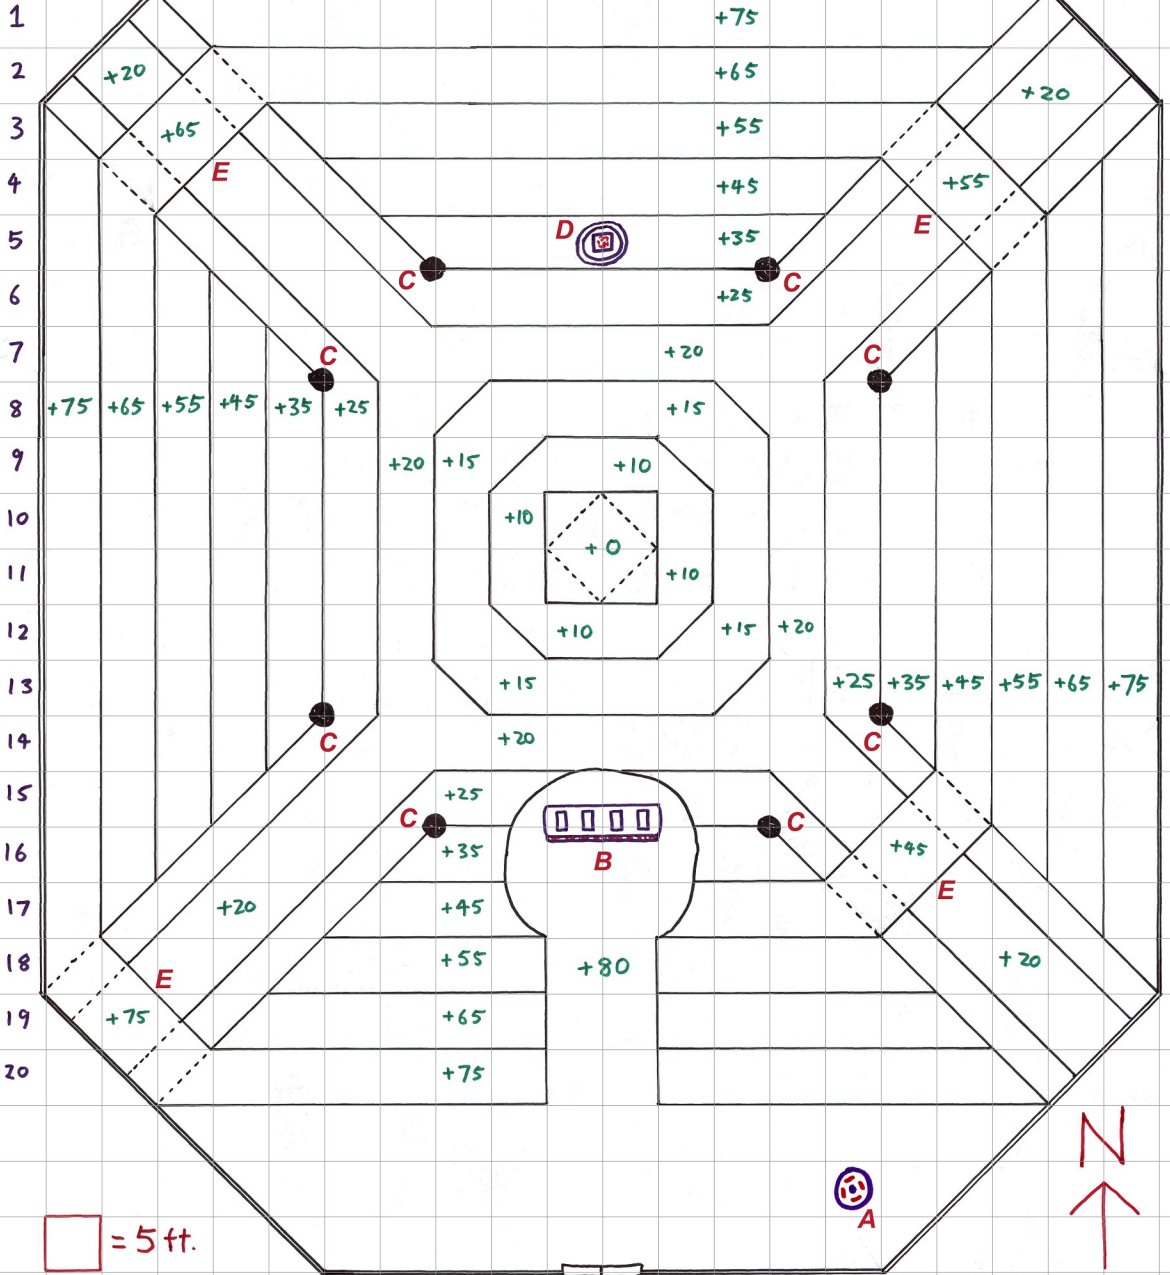 1 +75
2 +20 +65 +20
3 +65 +55
4 E +45 +55
5 D +35 E
6 C +25 C
7 C +20 C
8 +75 +65 +55 +45 +35 +25 +15
9 +20 +15 +10
10 +10
+0
11 +10
12 +10 +15 +20
13 +15 +25 +35 +45 +55 +65 +75
14 C +20 C
15 +25
C C
16 +35 B +45
17 +20 +45 E
18 E +55 +80 +20
19 +75 +65
20 +75
N
A
= 5 ft.